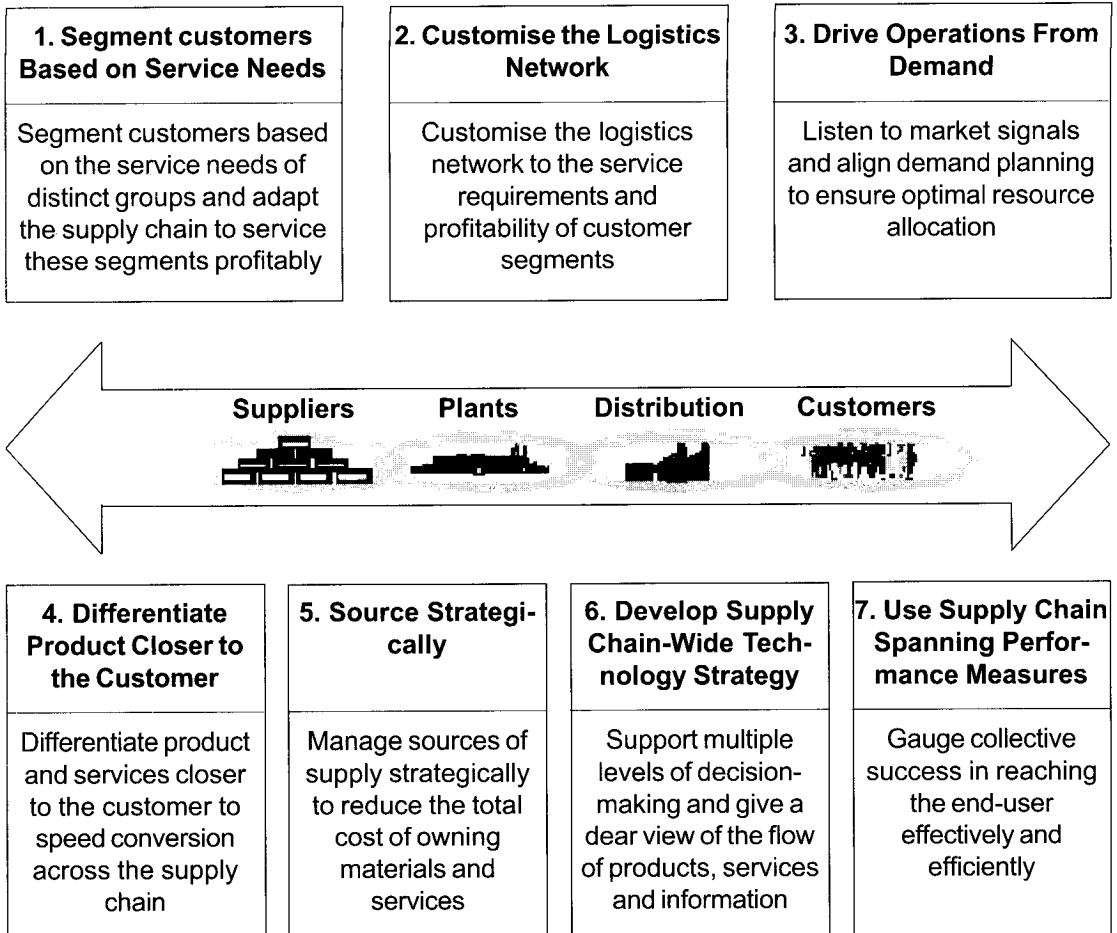 1. Segment customers
Based on Service Needs
Segment customers based
on the service needs of
distinct groups and adapt
the supply chain to service
these segments profitably
2. Customise the Logistics
Network
Customise the logistics
network to the service
requirements and
profitability of customer
segments
3. Drive Operations From
Demand
Listen to market signals
and align demand planning
to ensure optimal resource
allocation
Suppliers
Plants
Distribution
Customers
4. Differentiate
Product Closer to
the Customer
Differentiate product
and services closer
to the customer to
speed conversion
across the supply
chain
5. Source Strategi-
cally
Manage sources of
supply strategically
to reduce the total
cost of owning
materials and
services
6. Develop Supply
Chain-Wide Tech-
nology Strategy
Support multiple
levels of decision-
making and give a
dear view of the flow
of products, services
and information
7. Use Supply Chain
Spanning Perfor-
mance Measures
Gauge collective
success in reaching
the end-user
effectively and
efficiently